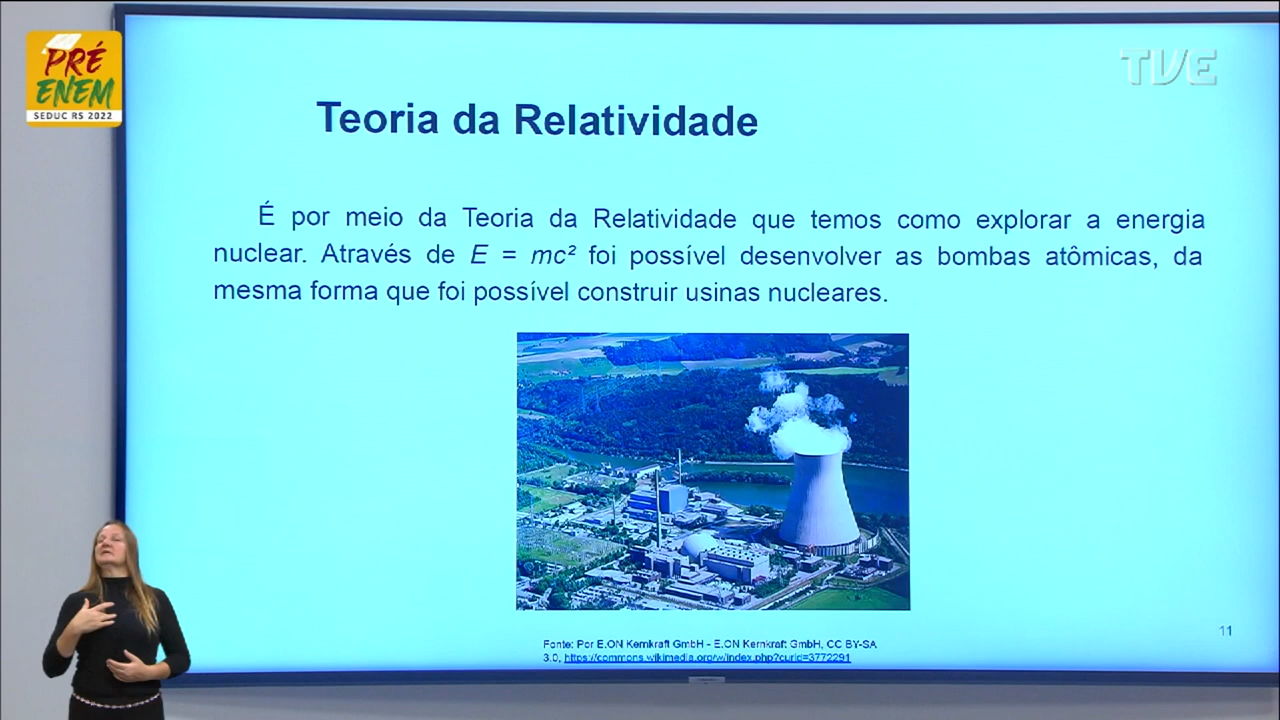 PRÉ
ENEM
SEDUC RS 2022
TVE
Teoria da Relatividade
É por meio da Teoria da Relatividade que temos como explorar a energia
nuclear. Através de E = mc² foi possível desenvolver as bombas atômicas, da
mesma forma que foi possível construir usinas nucleares.
11
Fonte: Por E.ON Kernkraft GmbH - E.ON Kernkraft GmbH, CC BY-SA
3.0, https://commons.wikimedia.org/w/index.php?curid=3772291